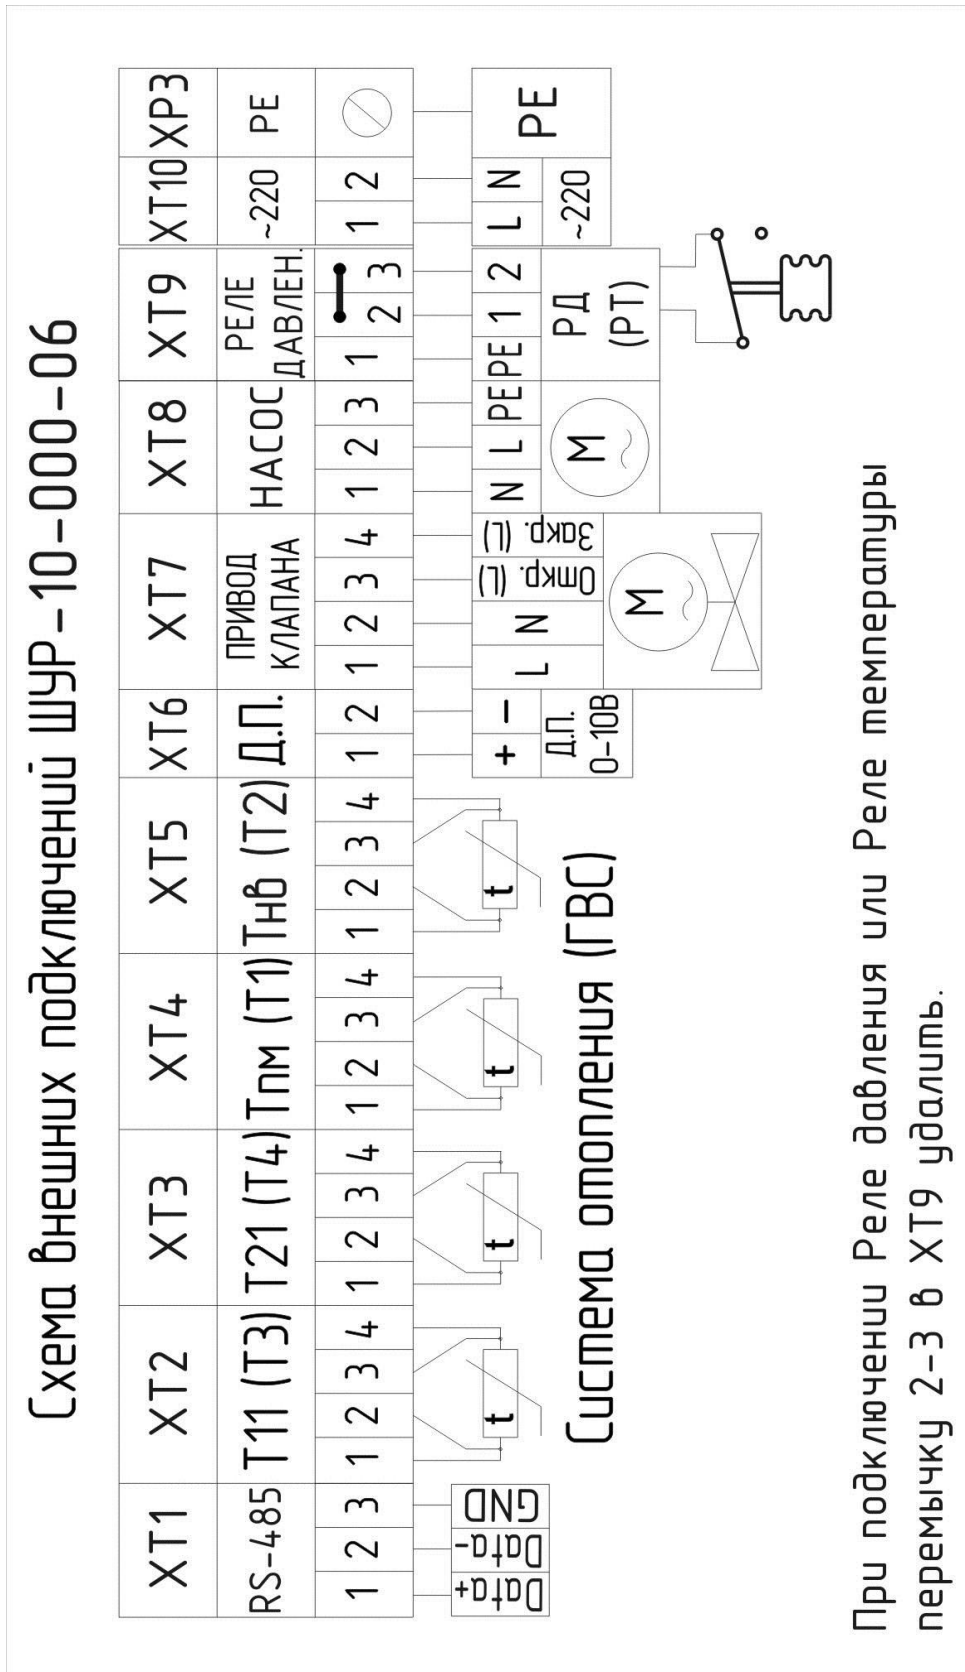 Схема внешних подключений ШУР-10-000-06
XT1 XT2 XT3 XT4 XT5 XT6 XT7 XT8 XT9 XT10 XP3
RS-485 T11 (T3) T21 (T4) Tпм (T1) Tнв (T2) Д.П. ПРИВОД КЛАПАНА НАСОС РЕЛЕ ДАВЛЕН. ~220 PE
1 2 3 1 2 3 4 1 2 3 4 1 2 3 4 1 2 3 4 1 2 1 2 3 4 1 2 3 1 2 3 1 2
Data+ Data- GND t t t t + - L N Откр. (L) Закр. (L) N L PE PE 1 2 L N PE
Д.П. 0-10В M M РД (РТ) ~220
Система отопления (ГВС)
При подключении Реле давления или Реле температуры
перемычку 2-3 в XT9 удалить.